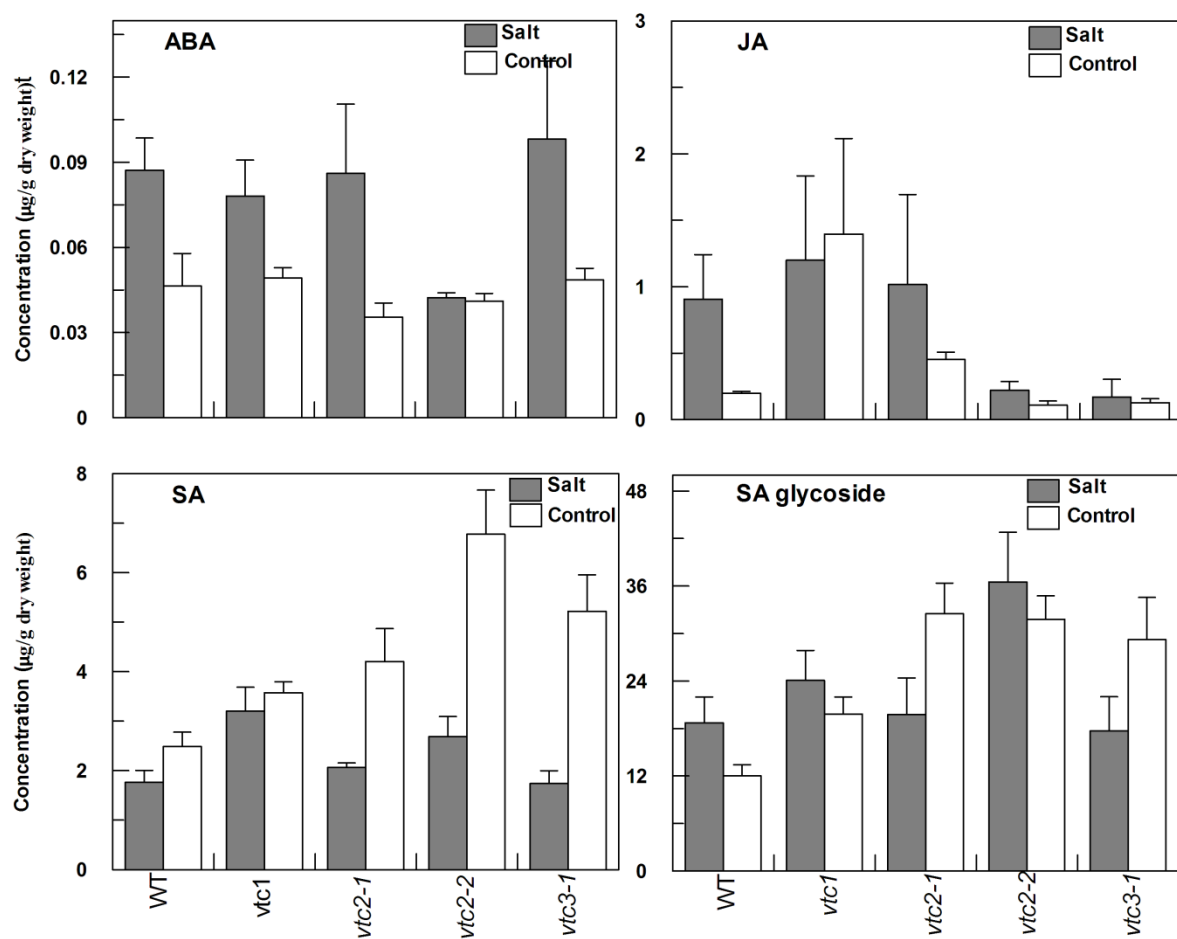 ABA
Salt
Control
0.12
0.09
0.06
0.03
0
Concentration (µg/g dry weight)t
JA
Salt
Control
3
2
1
0
SA
Salt
Control
8
6
4
2
0
Concentration (µg/g dry weight)
WT
vtc1
vtc2-1
vtc2-2
vtc3-1
SA glycoside
Salt
Control
48
36
24
12
0
WT
vtc1
vtc2-1
vtc2-2
vtc3-1